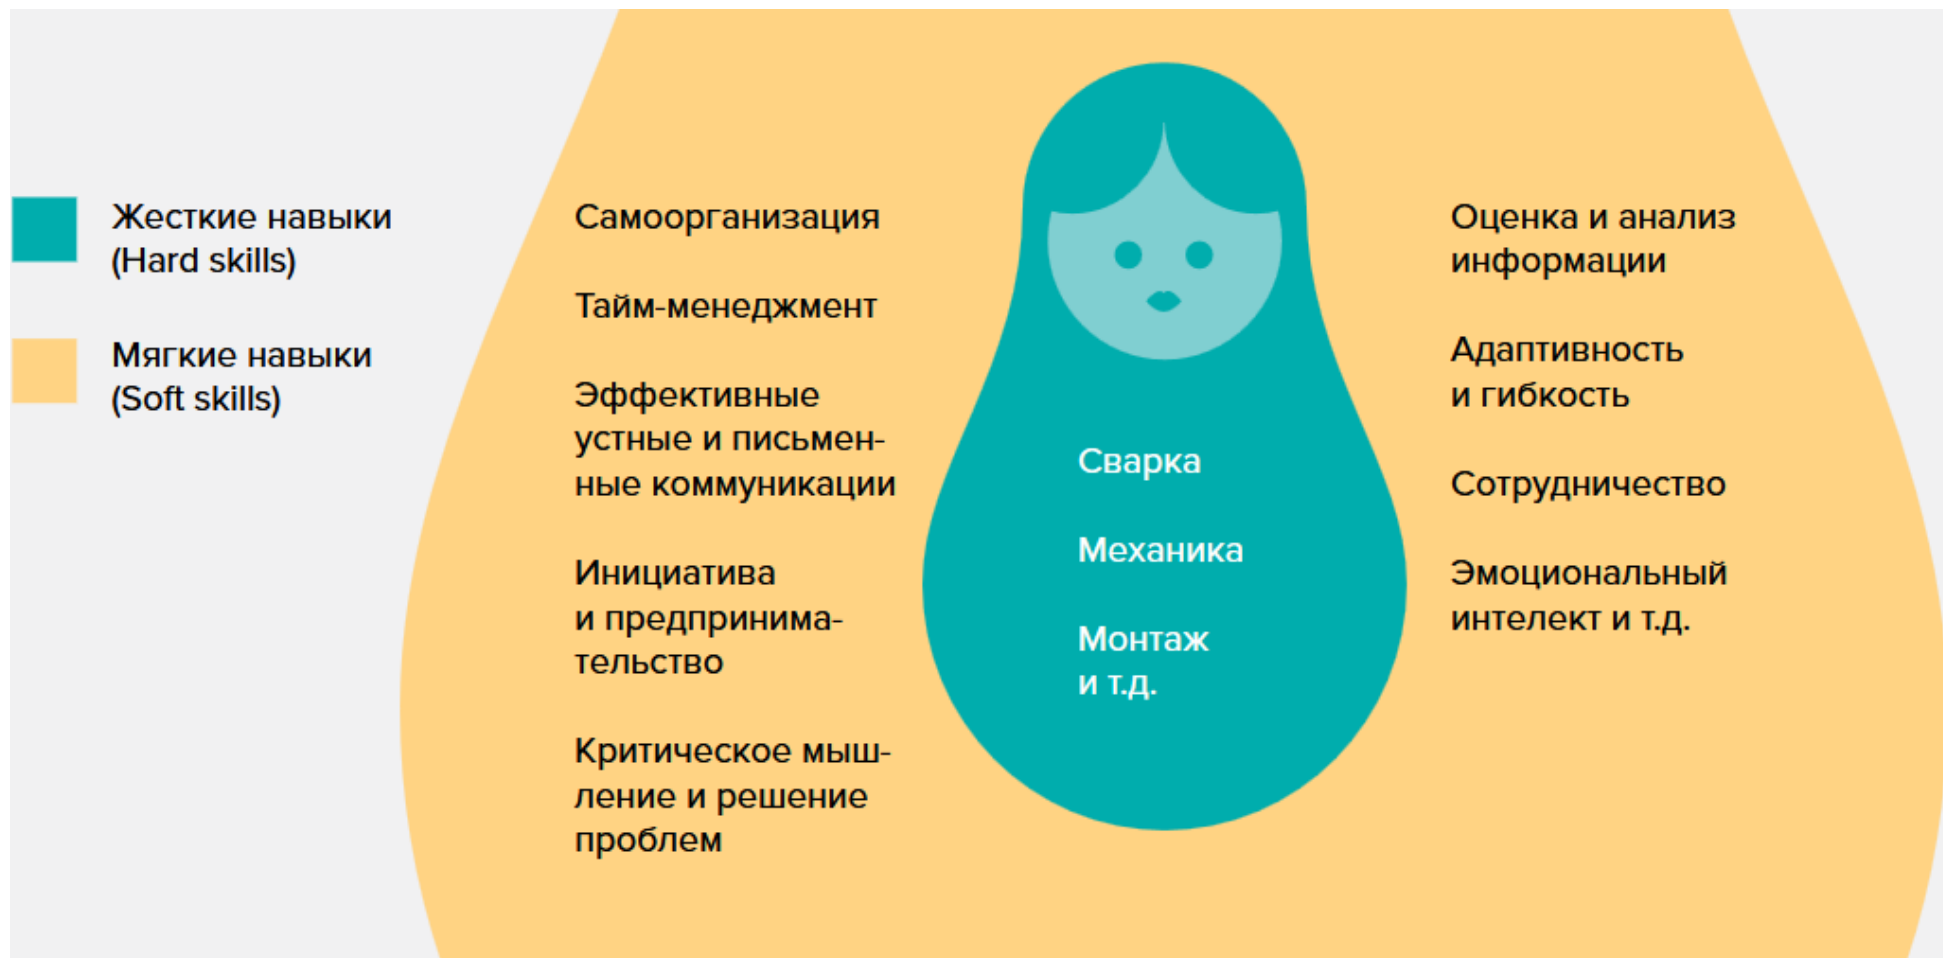 Жесткие навыки
(Hard skills)
Мягкие навыки
(Soft skills)
Самоорганизация
Тайм-менеджмент
Эффективные
устные и письмен-
ные коммуникации
Инициатива
и предпринима-
тельство
Критическое мыш-
ление и решение
проблем
Сварка
Механика
Монтаж
и т.д.
Оценка и анализ
информации
Адаптивность
и гибкость
Сотрудничество
Эмоциональный
интелект и т.д.